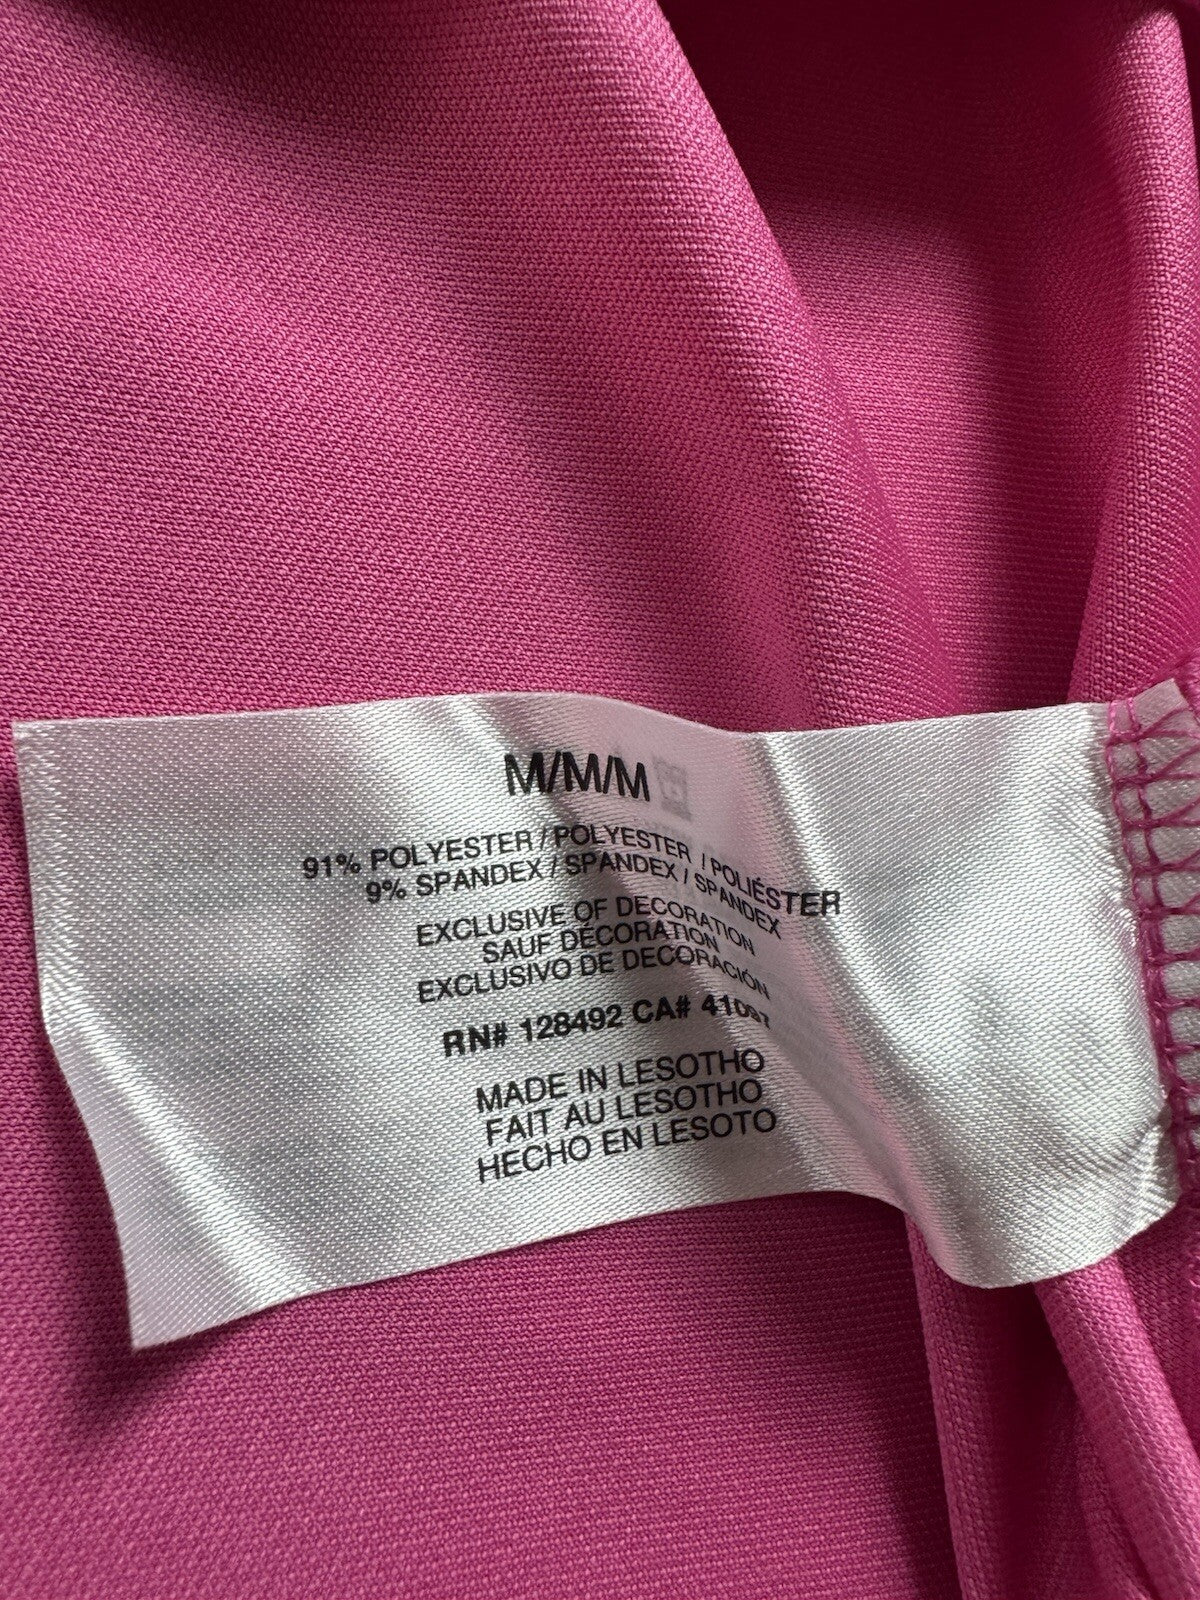 M/M/M
91% POLYESTER / POLYESTER / POLIÉSTER
9% SPANDEX / SPANDEX / SPANDEX
EXCLUSIVE OF DECORATION
SAUF DÉCORATION
EXCLUSIVO DE DECORACIÓN
RN# 128492 CA#
MADE IN LESOTHO
FAIT AU LESOTHO
HECHO EN LESOTO